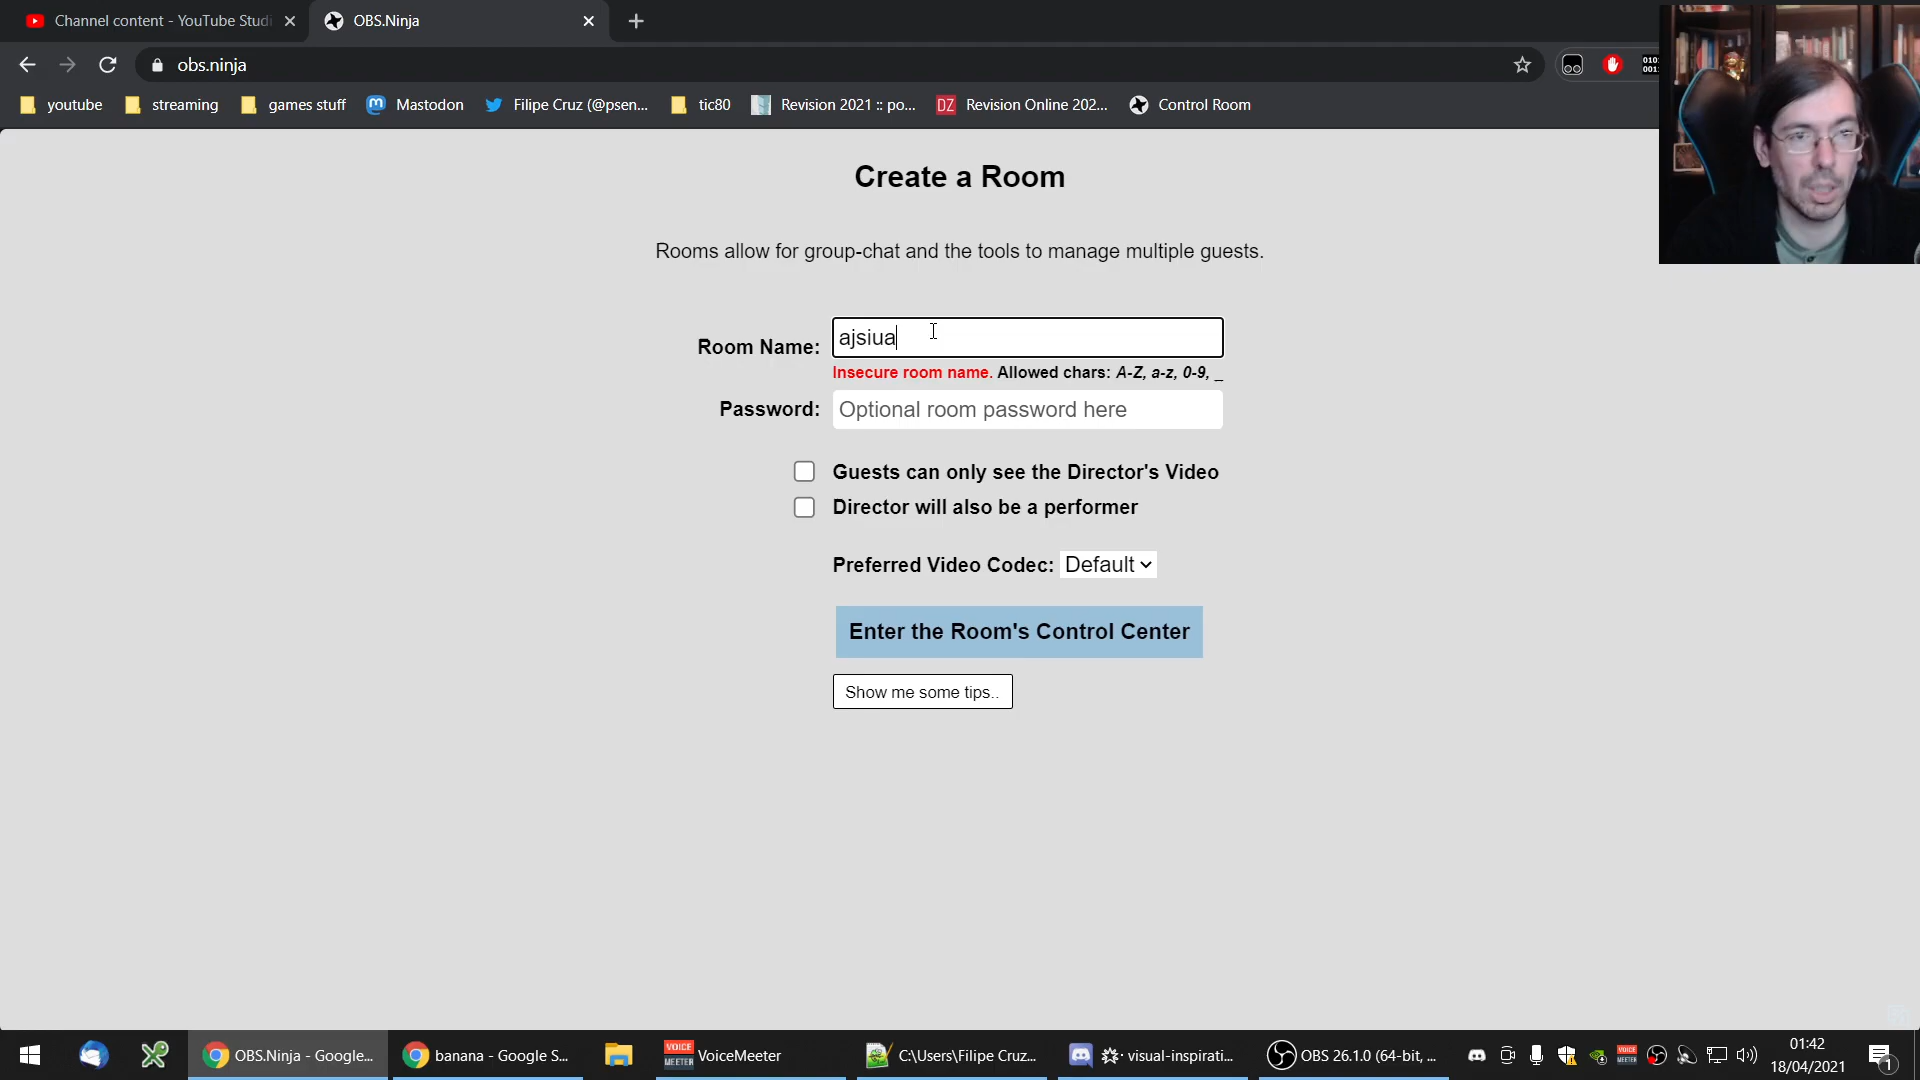 Channel content - YouTube Studi
OBS.Ninja
obs.ninja
youtube
streaming
games stuff
Mastodon
Filipe Cruz (@psen...
tic80
Revision 2021 :: po...
DZ
Revision Online 202...
Control Room
Create a Room
Rooms allow for group-chat and the tools to manage multiple guests.
Room Name: ajsiua
Insecure room name. Allowed chars: A-Z, a-z, 0-9, _
Password: Optional room password here
Guests can only see the Director's Video
Director will also be a performer
Preferred Video Codec: Default
Enter the Room's Control Center
Show me some tips..
OBS.Ninja - Google...
banana - Google S...
VOICE MEETER
VoiceMeeter
C:\Users\Filipe Cruz...
visual-inspirati...
OBS 26.1.0 (64-bit, ...
01:42
18/04/2021
1